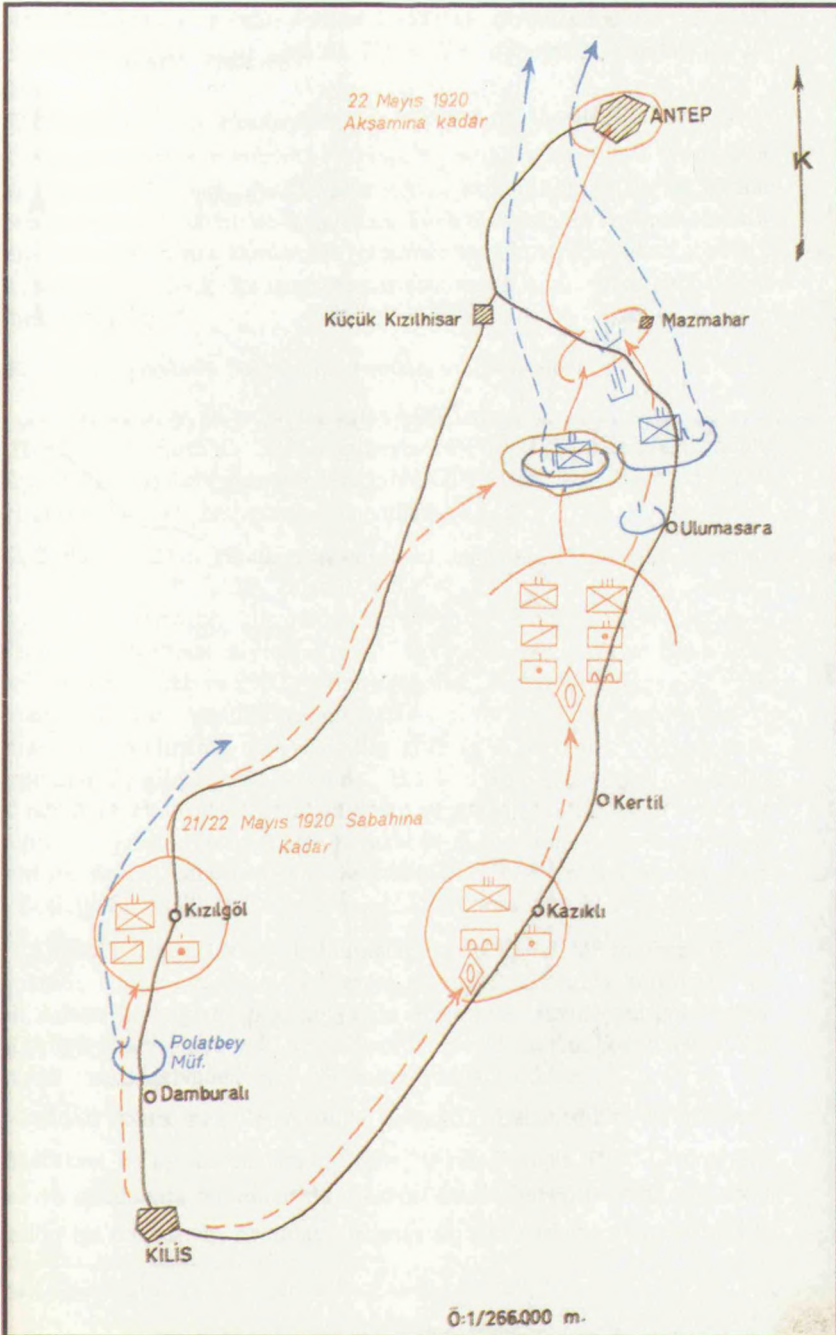 22 Mayis 1920
Akşamına kadar
ANTEP
K
Küçük Kızılhisar
Mazmahar
Ulumasara
Kertil
21/22 Mayıs 1920 Sabahına
Kadar
Kızılgöl
Kazıklı
Polatbey
Müf.
Damburalı
KİLİS
Ö:1/266.000 m.